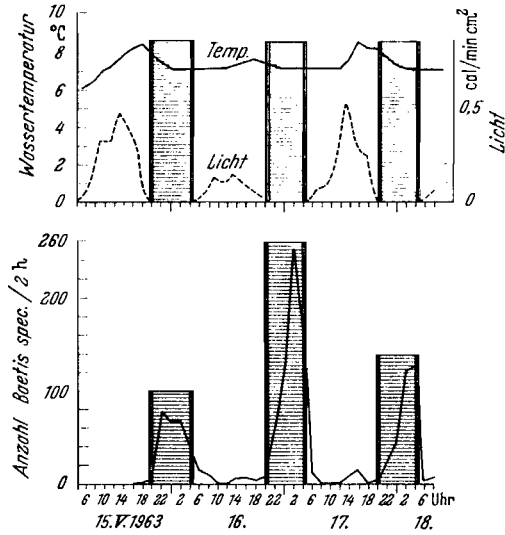 10
°C
8
6
4
2
0
Wassertemperatur
Temp.
Licht
cal/min cm²
0,5
0
Licht
260
200
100
0
Anzahl Baetis spec./2h
6 10 14 18 22 2 6 10 14 18 22 2 6 10 14 18 22 2 6 Uhr
15.V.1963 16. 17. 18.